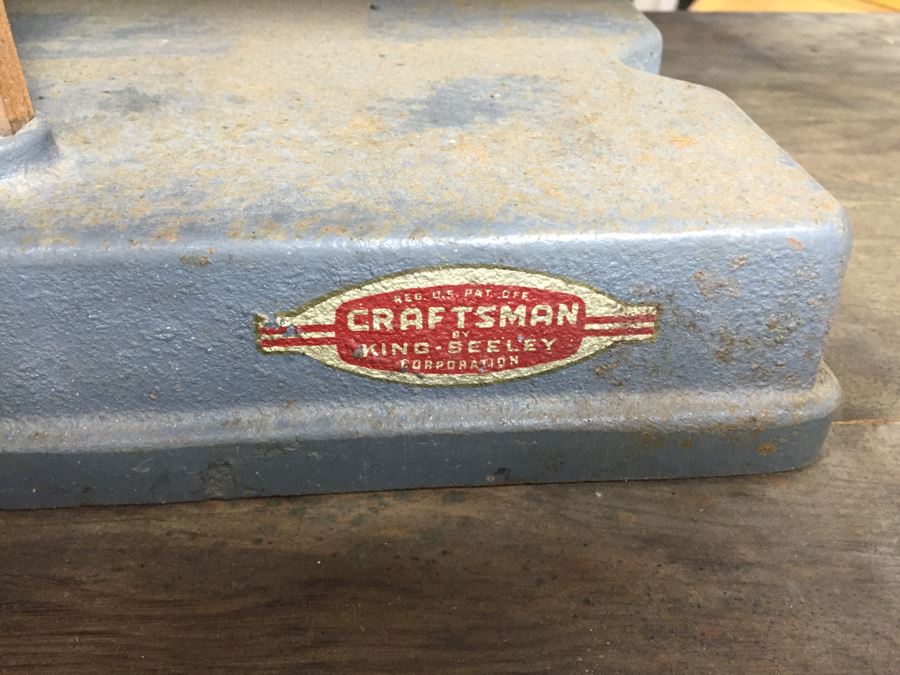 REG. U.S. PAT. OFF.
CRAFTSMAN
BY
KING-SEELEY
CORPORATION